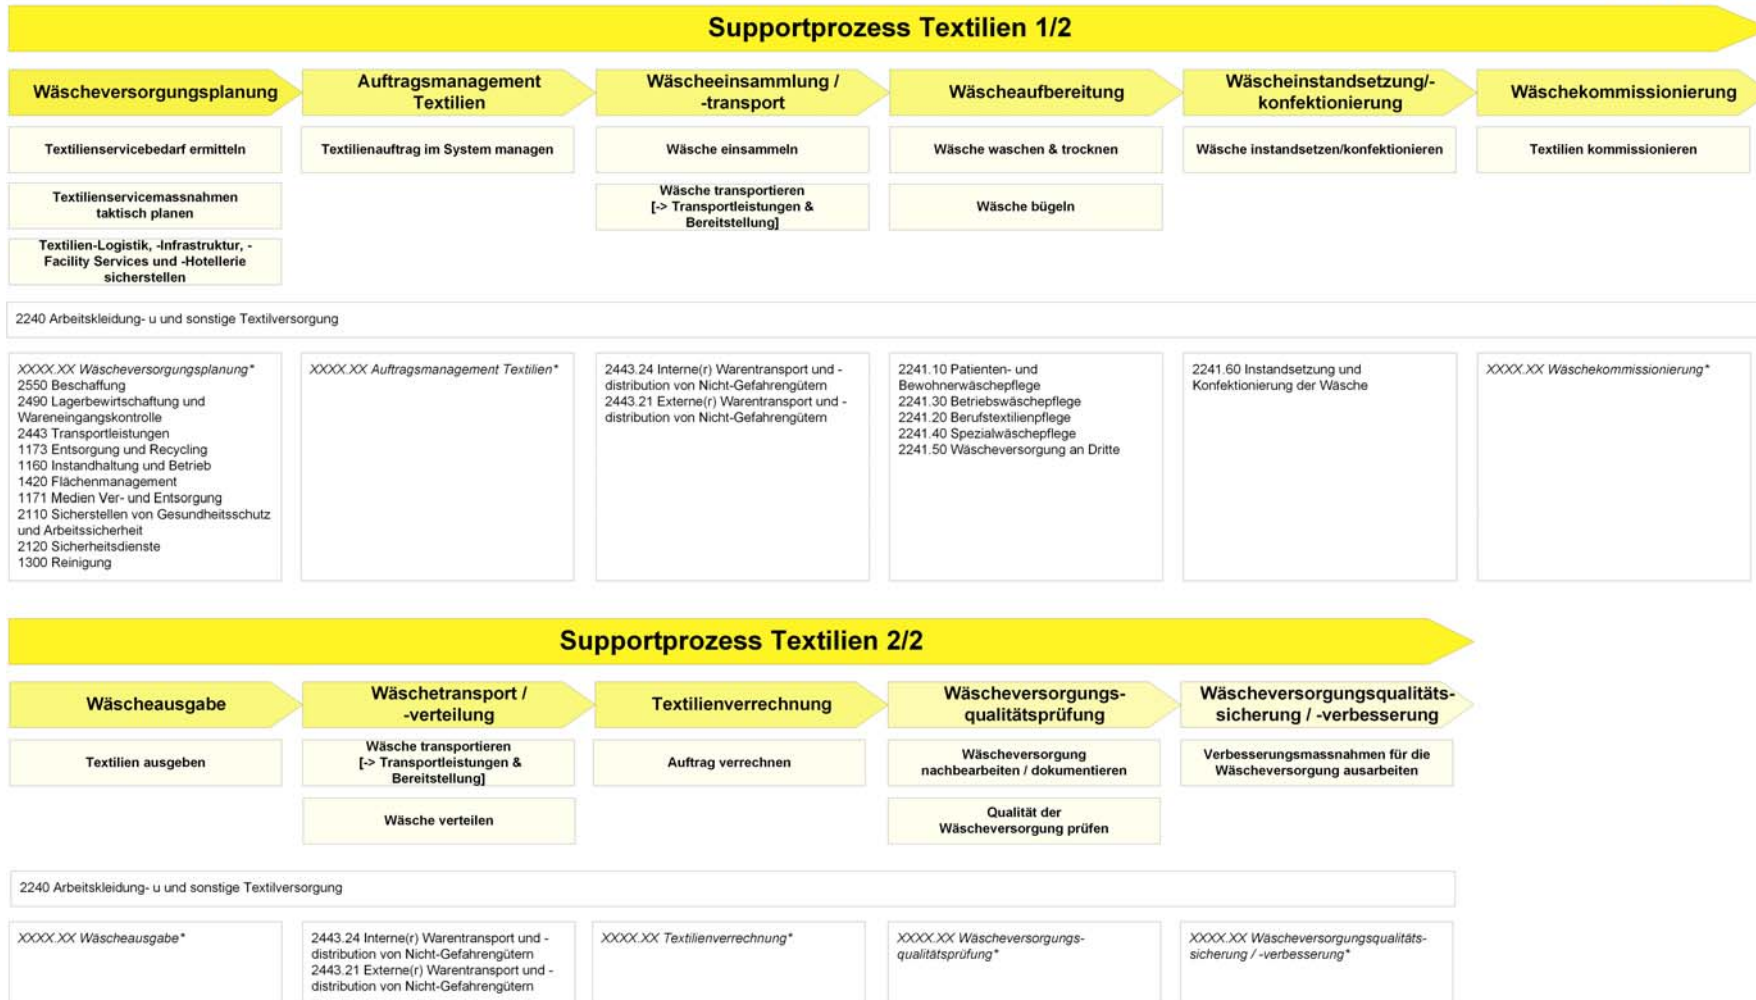 Supportprozess Textilien 1/2
Wäscheversorgungsplanung
Auftragsmanagement
Textilien
Wäscheeinsammlung /
-transport
Wäscheaufbereitung
Wäscheinstandsetzung/-
konfektionierung
Wäschekommissionierung
Textilienservicebedarf ermitteln
Textilienauftrag im System managen
Wäsche einsammeln
Wäsche waschen & trocknen
Wäsche instandsetzen/konfektionieren
Textilien kommissionieren
Textilienservicemassnahmen
taktisch planen
Wäsche transportieren
[-> Transportleistungen &
Bereitstellung]
Wäsche bügeln
Textilien-Logistik, -Infrastruktur, -
Facility Services und -Hotellerie
sicherstellen
2240 Arbeitskleidung- u und sonstige Textilversorgung
XXXX.XX Wäscheversorgungsplanung*
2550 Beschaffung
2490 Lagerbewirtschaftung und
Wareneingangskontrolle
2443 Transportleistungen
1173 Entsorgung und Recycling
1160 Instandhaltung und Betrieb
1420 Flächenmanagement
1171 Medien Ver- und Entsorgung
2110 Sicherstellen von Gesundheitsschutz
und Arbeitssicherheit
2120 Sicherheitsdienste
1300 Reinigung
XXXX.XX Auftragsmanagement Textilien*
2443.24 Interne(r) Warentransport und -
distribution von Nicht-Gefahrengütern
2443.21 Externe(r) Warentransport und -
distribution von Nicht-Gefahrengütern
2241.10 Patienten- und
Bewohnerwäschepflege
2241.30 Betriebswäschepflege
2241.20 Berufstextilienpflege
2241.40 Spezialwäschepflege
2241.50 Wäscheversorgung an Dritte
2241.60 Instandsetzung und
Konfektionierung der Wäsche
XXXX.XX Wäschekommissionierung*
Supportprozess Textilien 2/2
Wäscheausgabe
Wäschetransport /
-verteilung
Textilienverrechnung
Wäscheversorgungs-
qualitätsprüfung
Wäscheversorgungsqualitäts-
sicherung / -verbesserung
Textilien ausgeben
Wäsche transportieren
[-> Transportleistungen &
Bereitstellung]
Auftrag verrechnen
Wäscheversorgung
nachbearbeiten / dokumentieren
Verbesserungsmassnahmen für die
Wäscheversorgung ausarbeiten
Wäsche verteilen
Qualität der
Wäscheversorgung prüfen
2240 Arbeitskleidung- u und sonstige Textilversorgung
XXXX.XX Wäscheausgabe*
2443.24 Interne(r) Warentransport und -
distribution von Nicht-Gefahrengütern
2443.21 Externe(r) Warentransport und -
distribution von Nicht-Gefahrengütern
XXXX.XX Textilienverrechnung*
XXXX.XX Wäscheversorgungs-
qualitätsprüfung*
XXXX.XX Wäscheversorgungsqualitäts-
sicherung / -verbesserung*